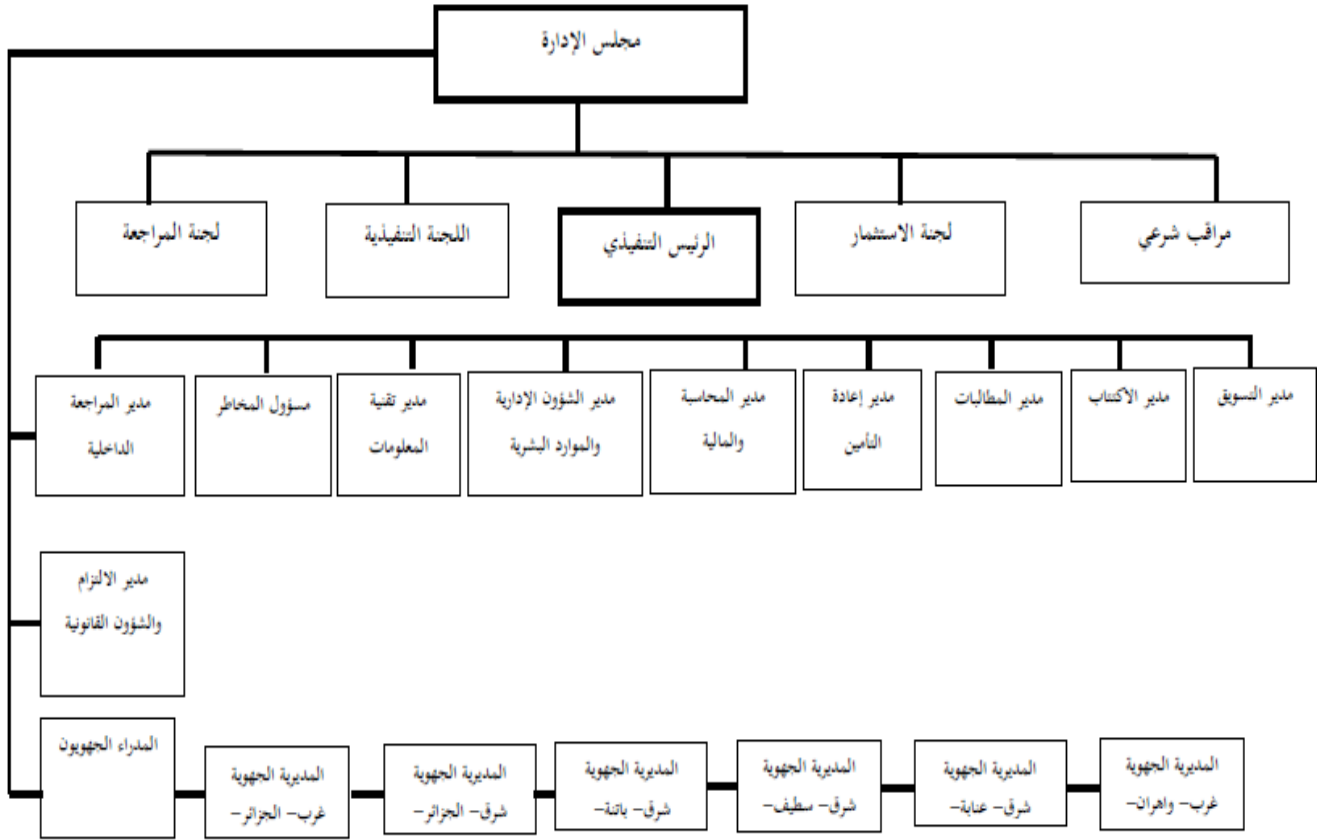 مجلس الإدارة
مراقب شرعي
لجنة الاستثمار
الرئيس التنفيذي
اللجنة التنفيذية
لجنة المراجعة
مدير التسويق
مدير الاكتتاب
مدير المطالبات
مدير إعادة
التأمين
مدير المحاسبة
والمالية
مدير الشؤون الإدارية
والموارد البشرية
مدير تقنية
المعلومات
مسؤول المخاطر
مدير المراجعة
الداخلية
مدير الالتزام
والشؤون القانونية
المدراء الجهويون
المديرية الجهوية
غرب- الجزائر-
المديرية الجهوية
شرق- الجزائر-
المديرية الجهوية
شرق- باتنة-
المديرية الجهوية
شرق- سطيف-
المديرية الجهوية
شرق- عنابة-
المديرية الجهوية
غرب- واهران-